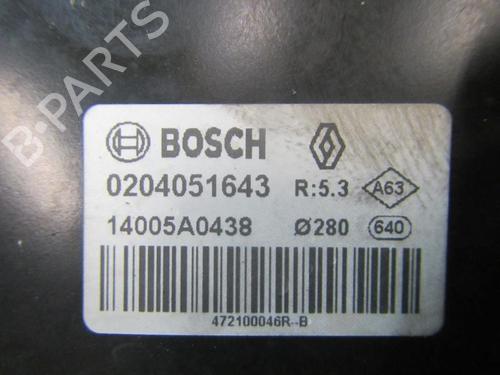 B-PARTS
BOSCH
0204051643 R:5.3 A63
14005A0438 Ø280 640
472100046R--B